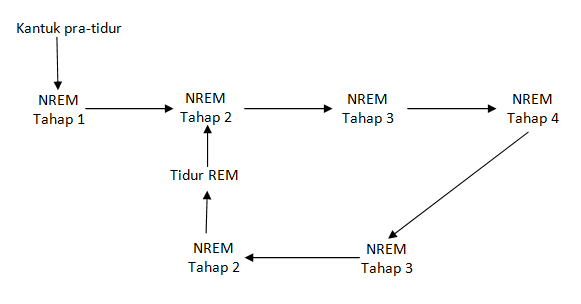 Kantuk pra-tidur
NREM
Tahap 1
NREM
Tahap 2
NREM
Tahap 3
NREM
Tahap 4
Tidur REM
NREM
Tahap 2
NREM
Tahap 3